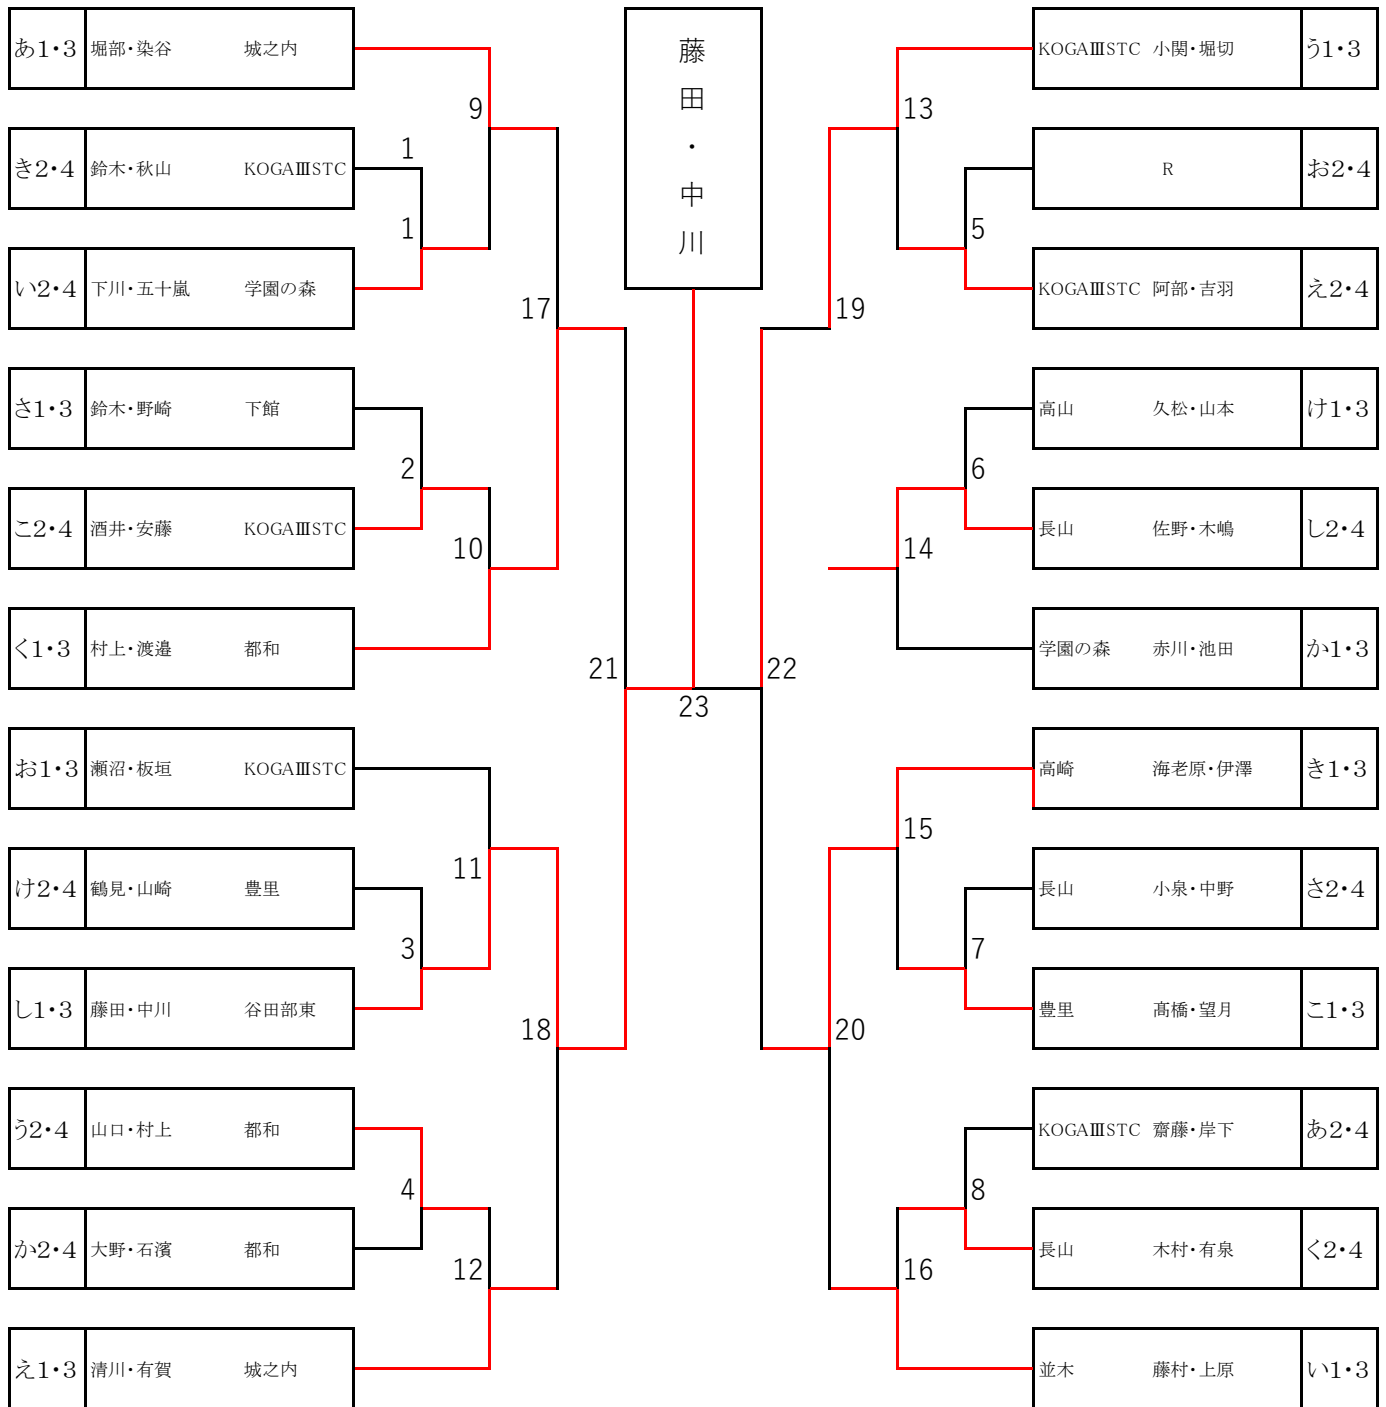 藤田・中川
あ1・3 堀部・染谷 城之内
き2・4 鈴木・秋山 KOGAⅢSTC
い2・4 下川・五十嵐 学園の森
さ1・3 鈴木・野崎 下館
こ2・4 酒井・安藤 KOGAⅢSTC
く1・3 村上・渡邉 都和
お1・3 瀬沼・板垣 KOGAⅢSTC
け2・4 鶴見・山崎 豊里
し1・3 藤田・中川 谷田部東
う2・4 山口・村上 都和
か2・4 大野・石濱 都和
え1・3 清川・有賀 城之内
9
1
1
17
2
10
21
11
3
18
4
12
23
13
5
19
6
14
22
15
7
20
8
16
KOGAⅢSTC 小関・堀切 う1・3
R お2・4
KOGAⅢSTC 阿部・吉羽 え2・4
高山 久松・山本 け1・3
長山 佐野・木嶋 し2・4
学園の森 赤川・池田 か1・3
高崎 海老原・伊澤 き1・3
長山 小泉・中野 さ2・4
豊里 髙橋・望月 こ1・3
KOGAⅢSTC 齋藤・岸下 あ2・4
長山 木村・有泉 く2・4
並木 藤村・上原 い1・3